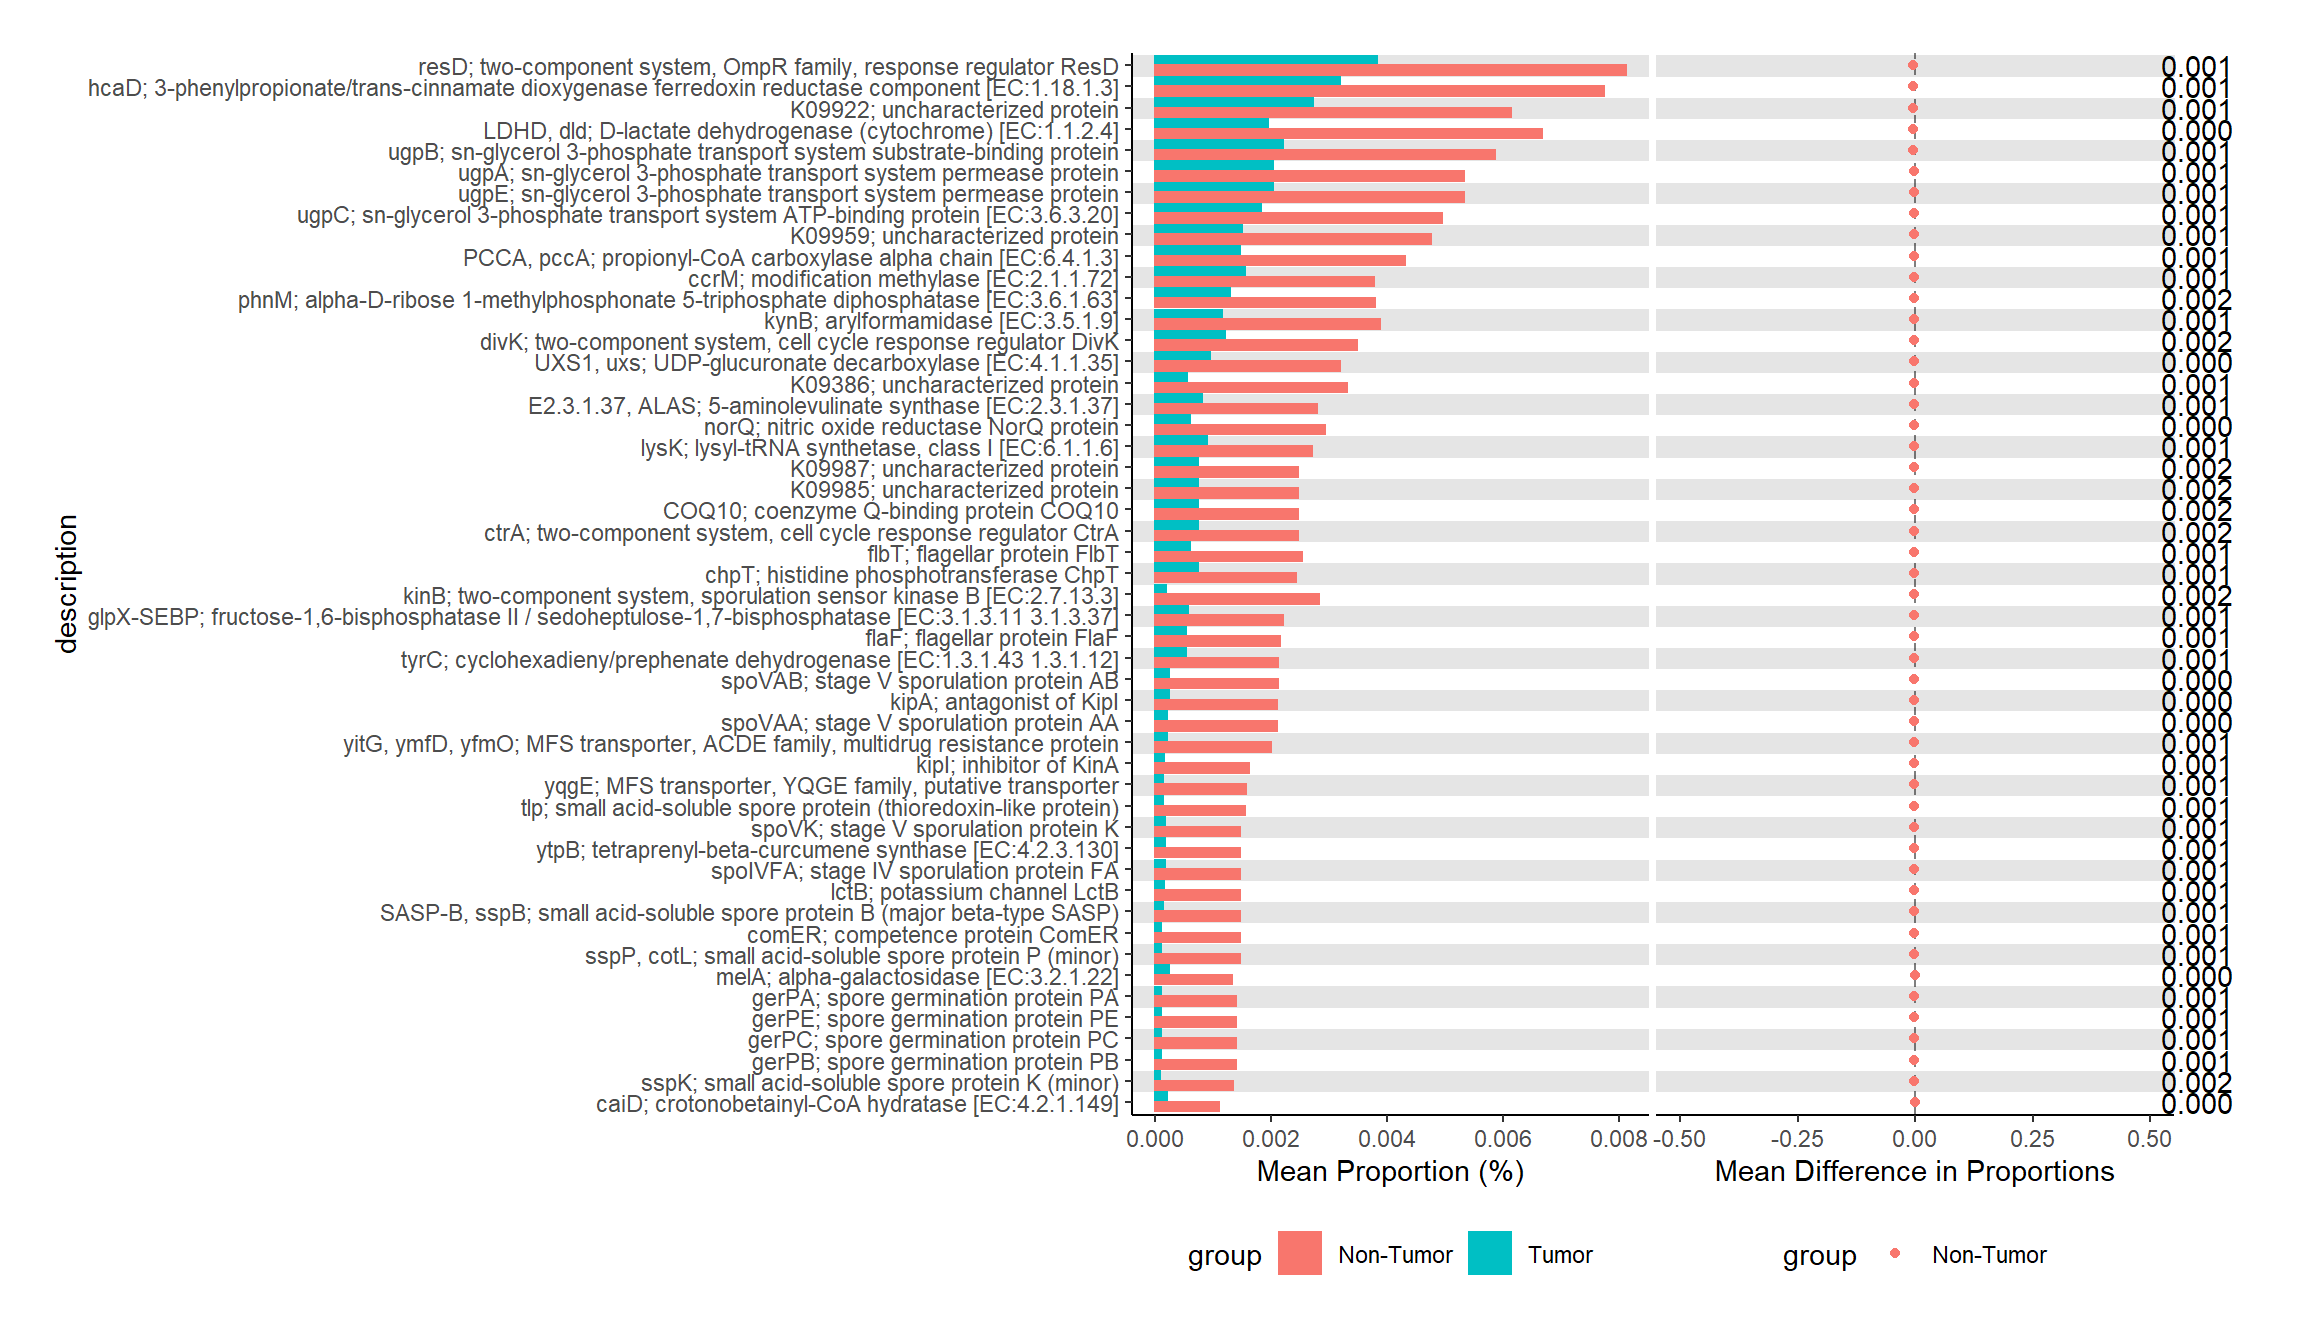 resD; two-component system, OmpR family, response regulator ResD 0.001
hcaD; 3-phenylpropionate/trans-cinnamate dioxygenase ferredoxin reductase component [EC:1.18.1.3] 0.001
K09922; uncharacterized protein 0.001
LDHD, dld; D-lactate dehydrogenase (cytochrome) [EC:1.1.2.4] 0.000
ugpB; sn-glycerol 3-phosphate transport system substrate-binding protein 0.001
ugpA; sn-glycerol 3-phosphate transport system permease protein 0.001
ugpE; sn-glycerol 3-phosphate transport system permease protein 0.001
ugpC; sn-glycerol 3-phosphate transport system ATP-binding protein [EC:3.6.3.20] 0.001
K09959; uncharacterized protein 0.001
PCCA, pccA; propionyl-CoA carboxylase alpha chain [EC:6.4.1.3] 0.001
ccrM; modification methylase [EC:2.1.1.72] 0.001
phnM; alpha-D-ribose 1-methylphosphonate 5-triphosphate diphosphatase [EC:3.6.1.63] 0.002
kynB; arylformamidase [EC:3.5.1.9] 0.001
divK; two-component system, cell cycle response regulator DivK 0.002
UXS1, uxs; UDP-glucuronate decarboxylase [EC:4.1.1.35] 0.000
K09386; uncharacterized protein 0.001
E2.3.1.37, ALAS; 5-aminolevulinate synthase [EC:2.3.1.37] 0.001
norQ; nitric oxide reductase NorQ protein 0.000
lysK; lysyl-tRNA synthetase, class I [EC:6.1.1.6] 0.001
K09987; uncharacterized protein 0.002
K09985; uncharacterized protein 0.002
COQ10; coenzyme Q-binding protein COQ10 0.002
ctrA; two-component system, cell cycle response regulator CtrA 0.002
flbT; flagellar protein FlbT 0.001
chpT; histidine phosphotransferase ChpT 0.001
kinB; two-component system, sporulation sensor kinase B [EC:2.7.13.3] 0.002
glpX-SEBP; fructose-1,6-bisphosphatase II / sedoheptulose-1,7-bisphosphatase [EC:3.1.3.11 3.1.3.37] 0.001
flaF; flagellar protein FlaF 0.001
tyrC; cyclohexadieny/prephenate dehydrogenase [EC:1.3.1.43 1.3.1.12] 0.001
spoVAB; stage V sporulation protein AB 0.000
kipA; antagonist of KipI 0.000
spoVAA; stage V sporulation protein AA 0.000
yitG, ymfD, yfmO; MFS transporter, ACDE family, multidrug resistance protein 0.001
kipI; inhibitor of KinA 0.001
yqgE; MFS transporter, YQGE family, putative transporter 0.001
tlp; small acid-soluble spore protein (thioredoxin-like protein) 0.001
spoVK; stage V sporulation protein K 0.001
ytpB; tetraprenyl-beta-curcumene synthase [EC:4.2.3.130] 0.001
spoIVFA; stage IV sporulation protein FA 0.001
lctB; potassium channel LctB 0.001
SASP-B, sspB; small acid-soluble spore protein B (major beta-type SASP) 0.001
comER; competence protein ComER 0.001
sspP, cotL; small acid-soluble spore protein P (minor) 0.001
melA; alpha-galactosidase [EC:3.2.1.22] 0.000
gerPA; spore germination protein PA 0.001
gerPE; spore germination protein PE 0.001
gerPC; spore germination protein PC 0.001
gerPB; spore germination protein PB 0.001
sspK; small acid-soluble spore protein K (minor) 0.002
caiD; crotonobetainyl-CoA hydratase [EC:4.2.1.149] 0.000
description
0.000 0.002 0.004 0.006 0.008 -0.50 -0.25 0.00 0.25 0.50
Mean Proportion (%) Mean Difference in Proportions
group Non-Tumor Tumor group Non-Tumor